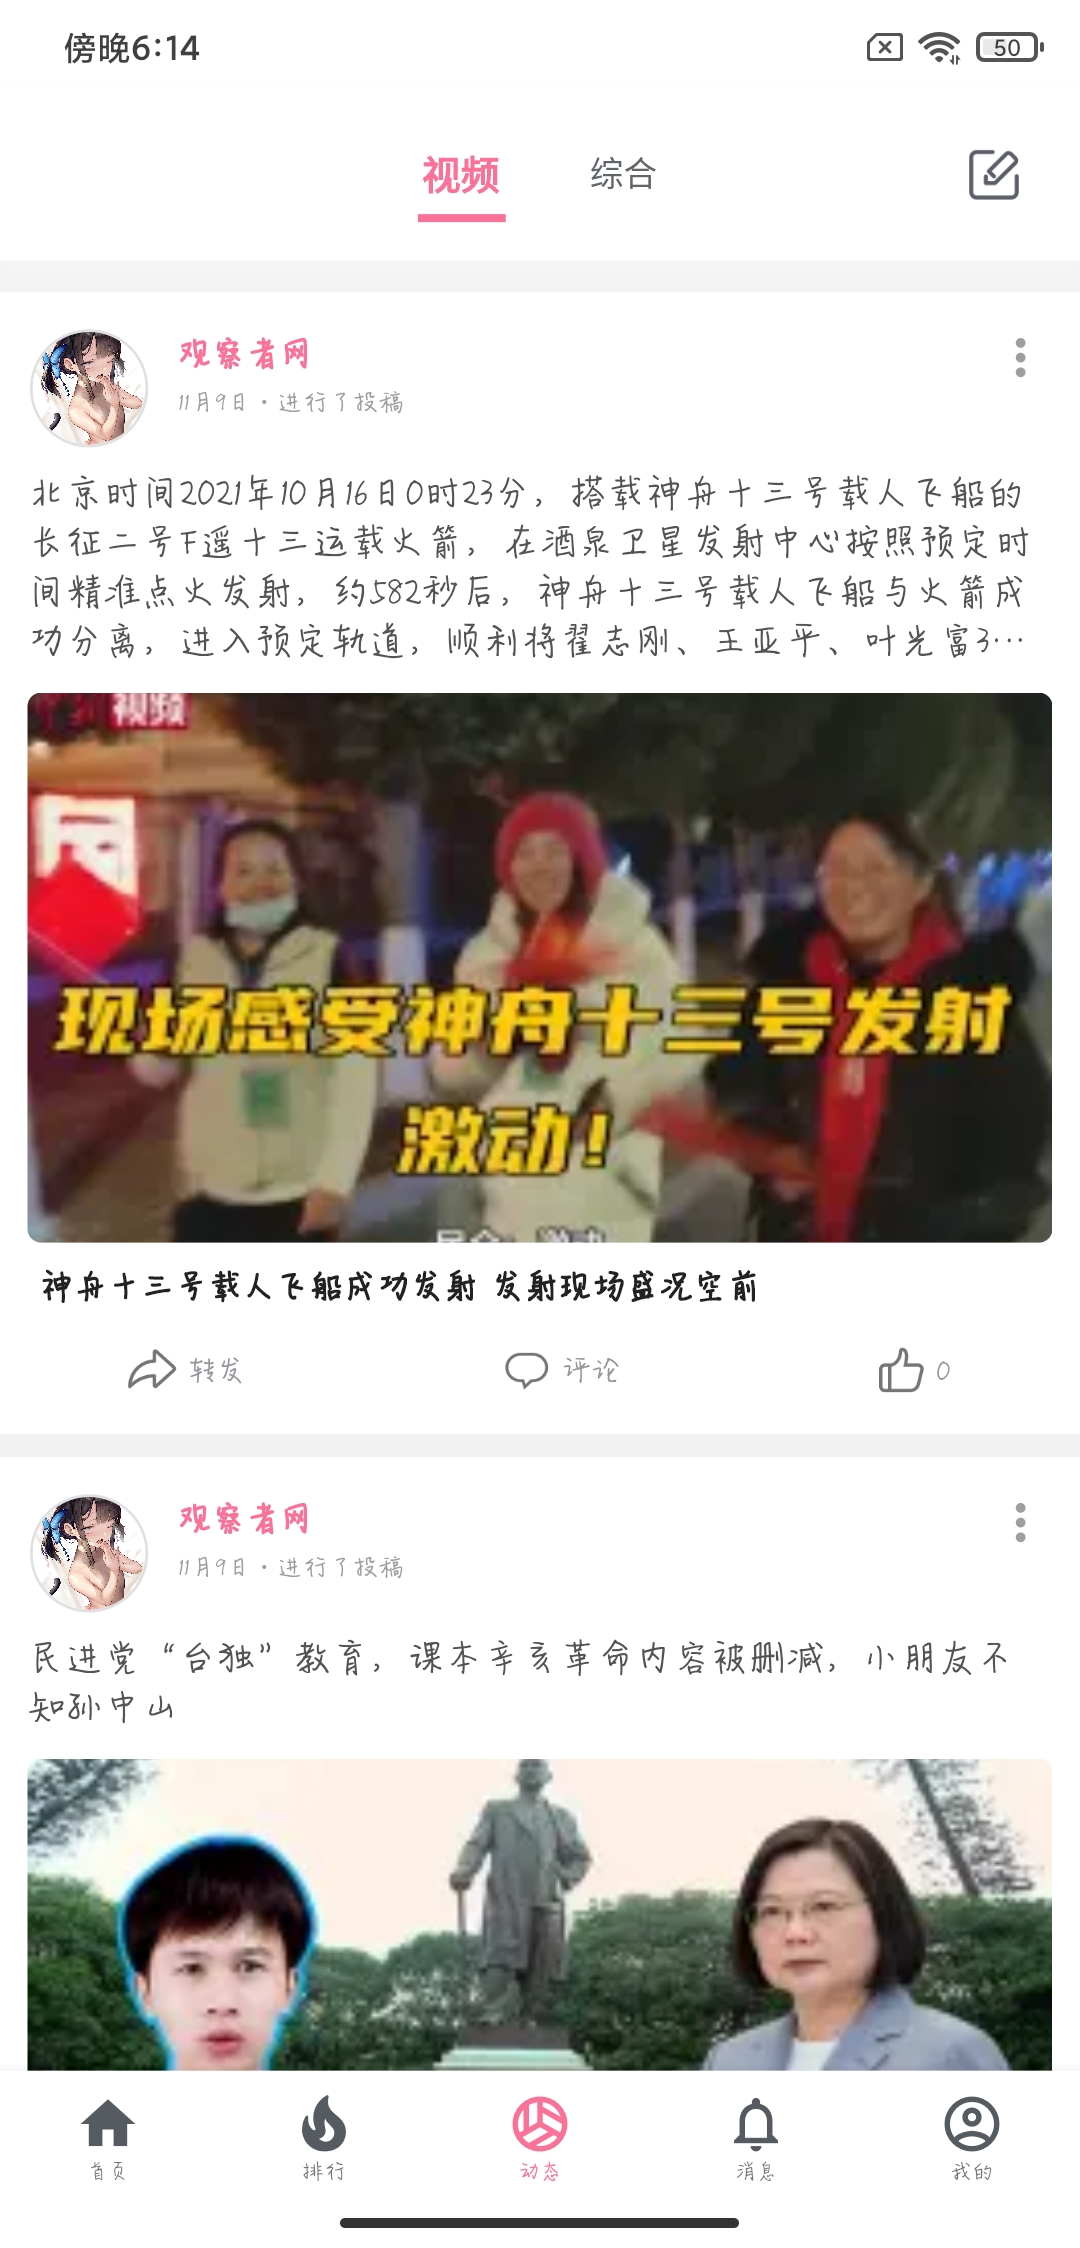 傍晚6:14
50
视频
综合
观察者网
11月9日·进行了投稿
北京时间2021年10月16日0时23分，搭载神舟十三号载人飞船的
长征二号F遥十三运载火箭，在酒泉卫星发射中心按照预定时
间精准点火发射，约582秒后，神舟十三号载人飞船与火箭成
功分离，进入预定轨道，顺利将翟志刚、王亚平、叶光富3…
视频
现场感受神舟十三号发射
激动！
神舟十三号载人飞船成功发射 发射现场盛况空前
转发
评论
0
观察者网
11月9日·进行了投稿
民进党“台独”教育，课本辛亥革命内容被删减，小朋友不
知孙中山
首页
排行
动态
消息
我的